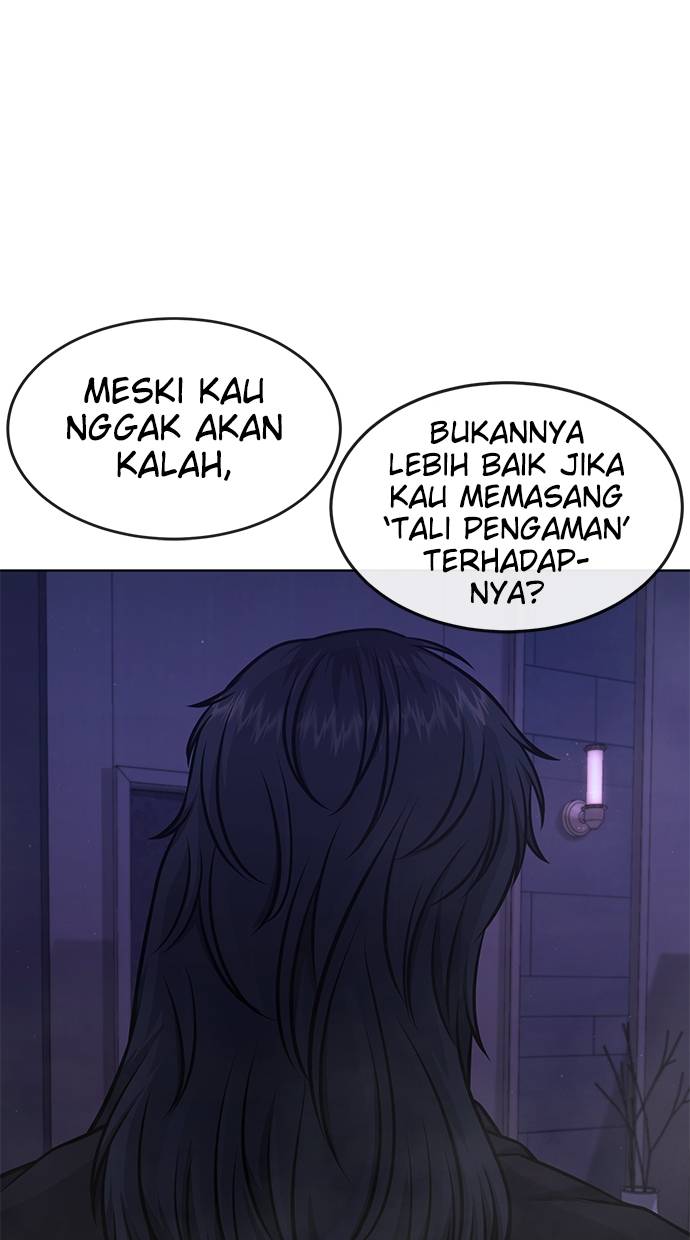 MESKI KAU
NGGAK AKAN
KALAH,
BUKANNYA
LEBIH BAIK JIKA
KAU MEMASANG
'TALI PENGAMAN'
TERHADAP-
NYA?